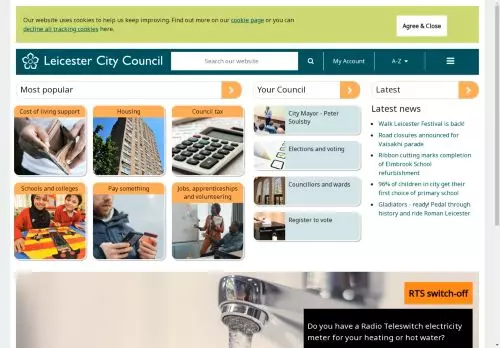 Our website uses cookies to help us keep improving. Find out more on our cookie page or you can
decline all tracking cookies here.
Agree & Close
Leicester City Council
Search our website
My Account
A-Z
Most popular
Your Council
Latest
Cost of living support
Housing
Council tax
Schools and colleges
Pay something
Jobs, apprenticeships
and volunteering
City Mayor - Peter
Soulsby
Elections and voting
Councillors and wards
Register to vote
Latest news
Walk Leicester Festival is back!
Road closures announced for
Vaisakhi parade
Ribbon cutting marks completion
of Elmbrook School
refurbishment
96% of children in city get their
first choice of primary school
Gladiators - ready! Pedal through
history and ride Roman Leicester
RTS switch-off
Do you have a Radio Teleswitch electricity
meter for your heating or hot water?